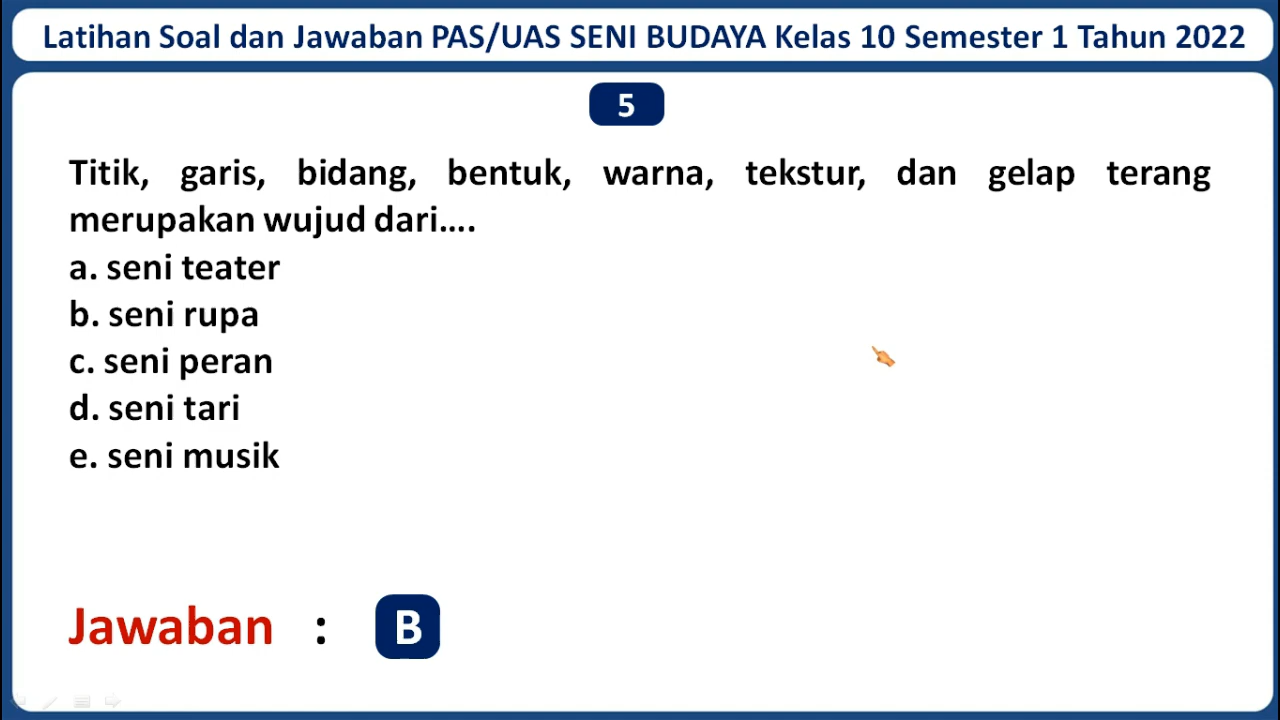 Latihan Soal dan Jawaban PAS/UAS SENI BUDAYA Kelas 10 Semester 1 Tahun 2022
5
Titik, garis, bidang, bentuk, warna, tekstur, dan gelap terang
merupakan wujud dari....
a. seni teater
b. seni rupa
c. seni peran
d. seni tari
e. seni musik
Jawaban : B